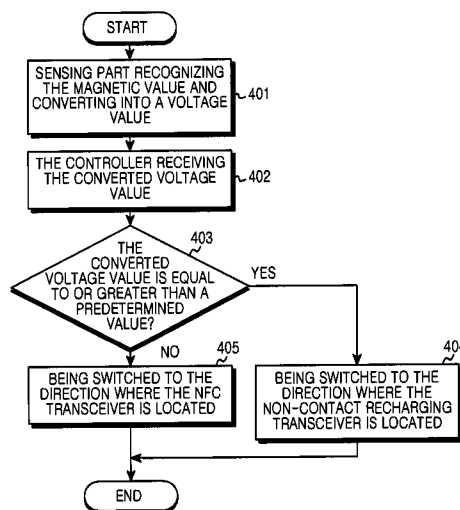 START
SENSING PART RECOGNIZING
THE MAGNETIC VALUE AND
CONVERTING INTO A VOLTAGE
VALUE
401
THE CONTROLLER RECEIVING
THE CONVERTED VOLTAGE
VALUE
402
403
THE
CONVERTED
VOLTAGE VALUE IS EQUAL
TO OR GREATER THAN A
PREDETERMINED
VALUE?
YES
NO
405
BEING SWITCHED TO THE
DIRECTION WHERE THE NFC
TRANSCEIVER IS LOCATED
BEING SWITCHED TO THE
DIRECTION WHERE THE
NON-CONTACT RECHARGING
TRANSCEIVER IS LOCATED
END